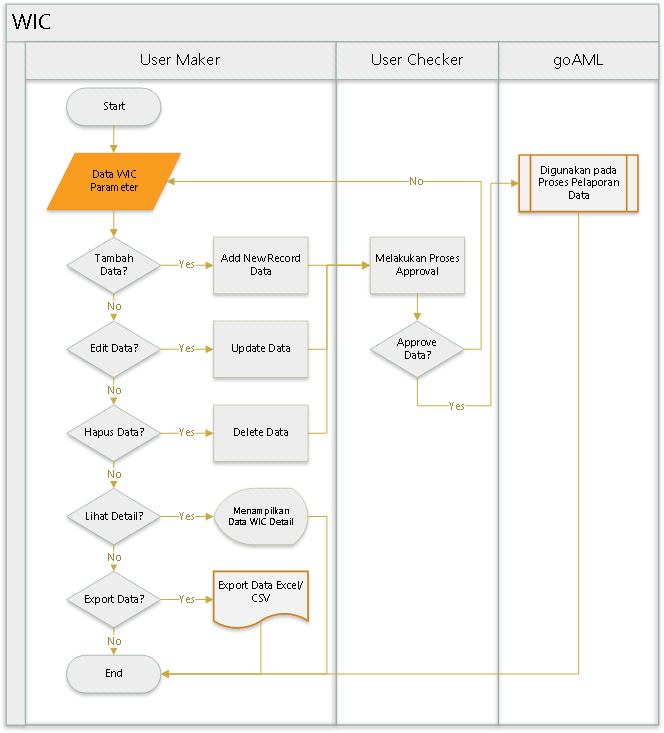 WIC
User Maker
User Checker
goAML
Start
Data WIC
Parameter
No
Digunakan pada
Proses Pelaporan
Data
Tambah
Data?
Yes
Add New Record
Data
Melakukan Proses
Approval
No
Edit Data?
Yes
Update Data
Approve
Data?
Yes
No
Hapus Data?
Yes
Delete Data
No
Lihat Detail?
Yes
Menampilkan
Data WIC Detail
No
Export Data?
Yes
Export Data Excel/
CSV
No
End